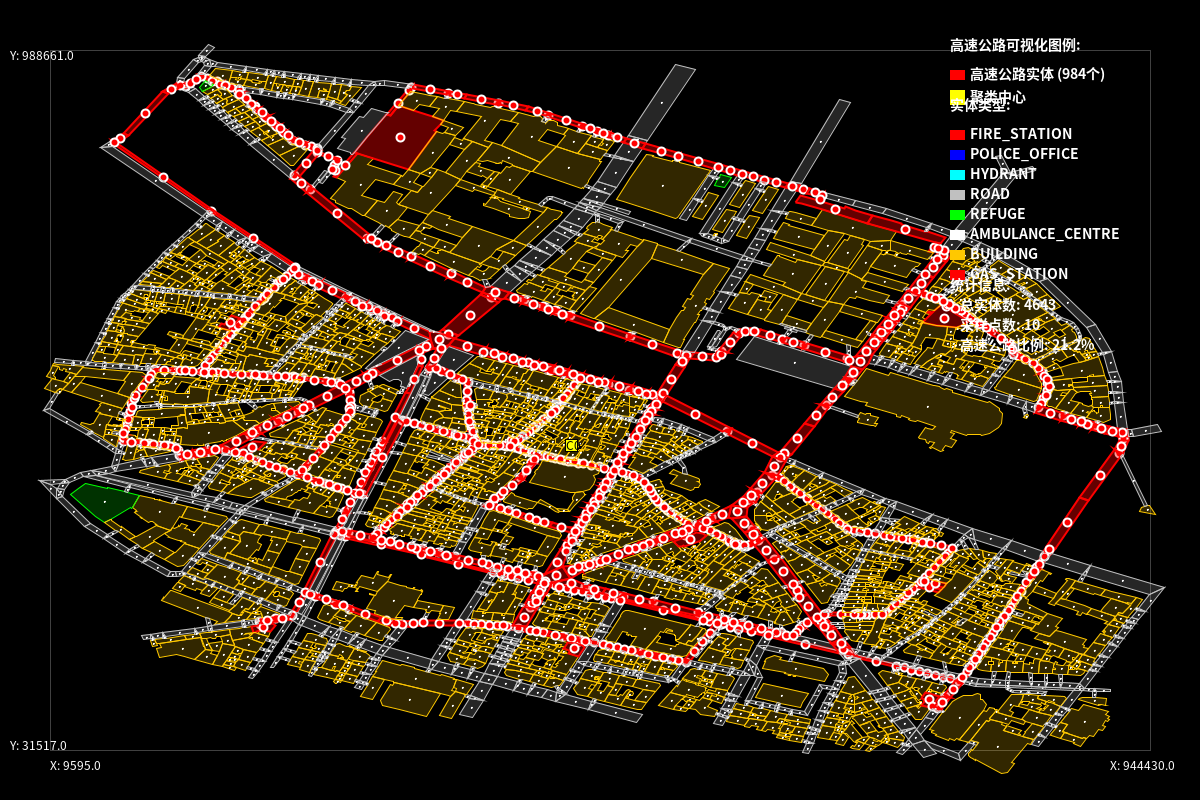 高速公路可视化图例:
Y: 988661.0
高速公路实体 (984个)
聚类中心
实体类型:
FIRE_STATION
POLICE_OFFICE
HYDRANT
ROAD
REFUGE
AMBULANCE_CENTRE
BUILDING
GAS_STATION
统计信息:
总实体数: 4643
采样点数: 10
高速公路比例: 21.2%
Y: 31517.0
X: 9595.0
X: 944430.0